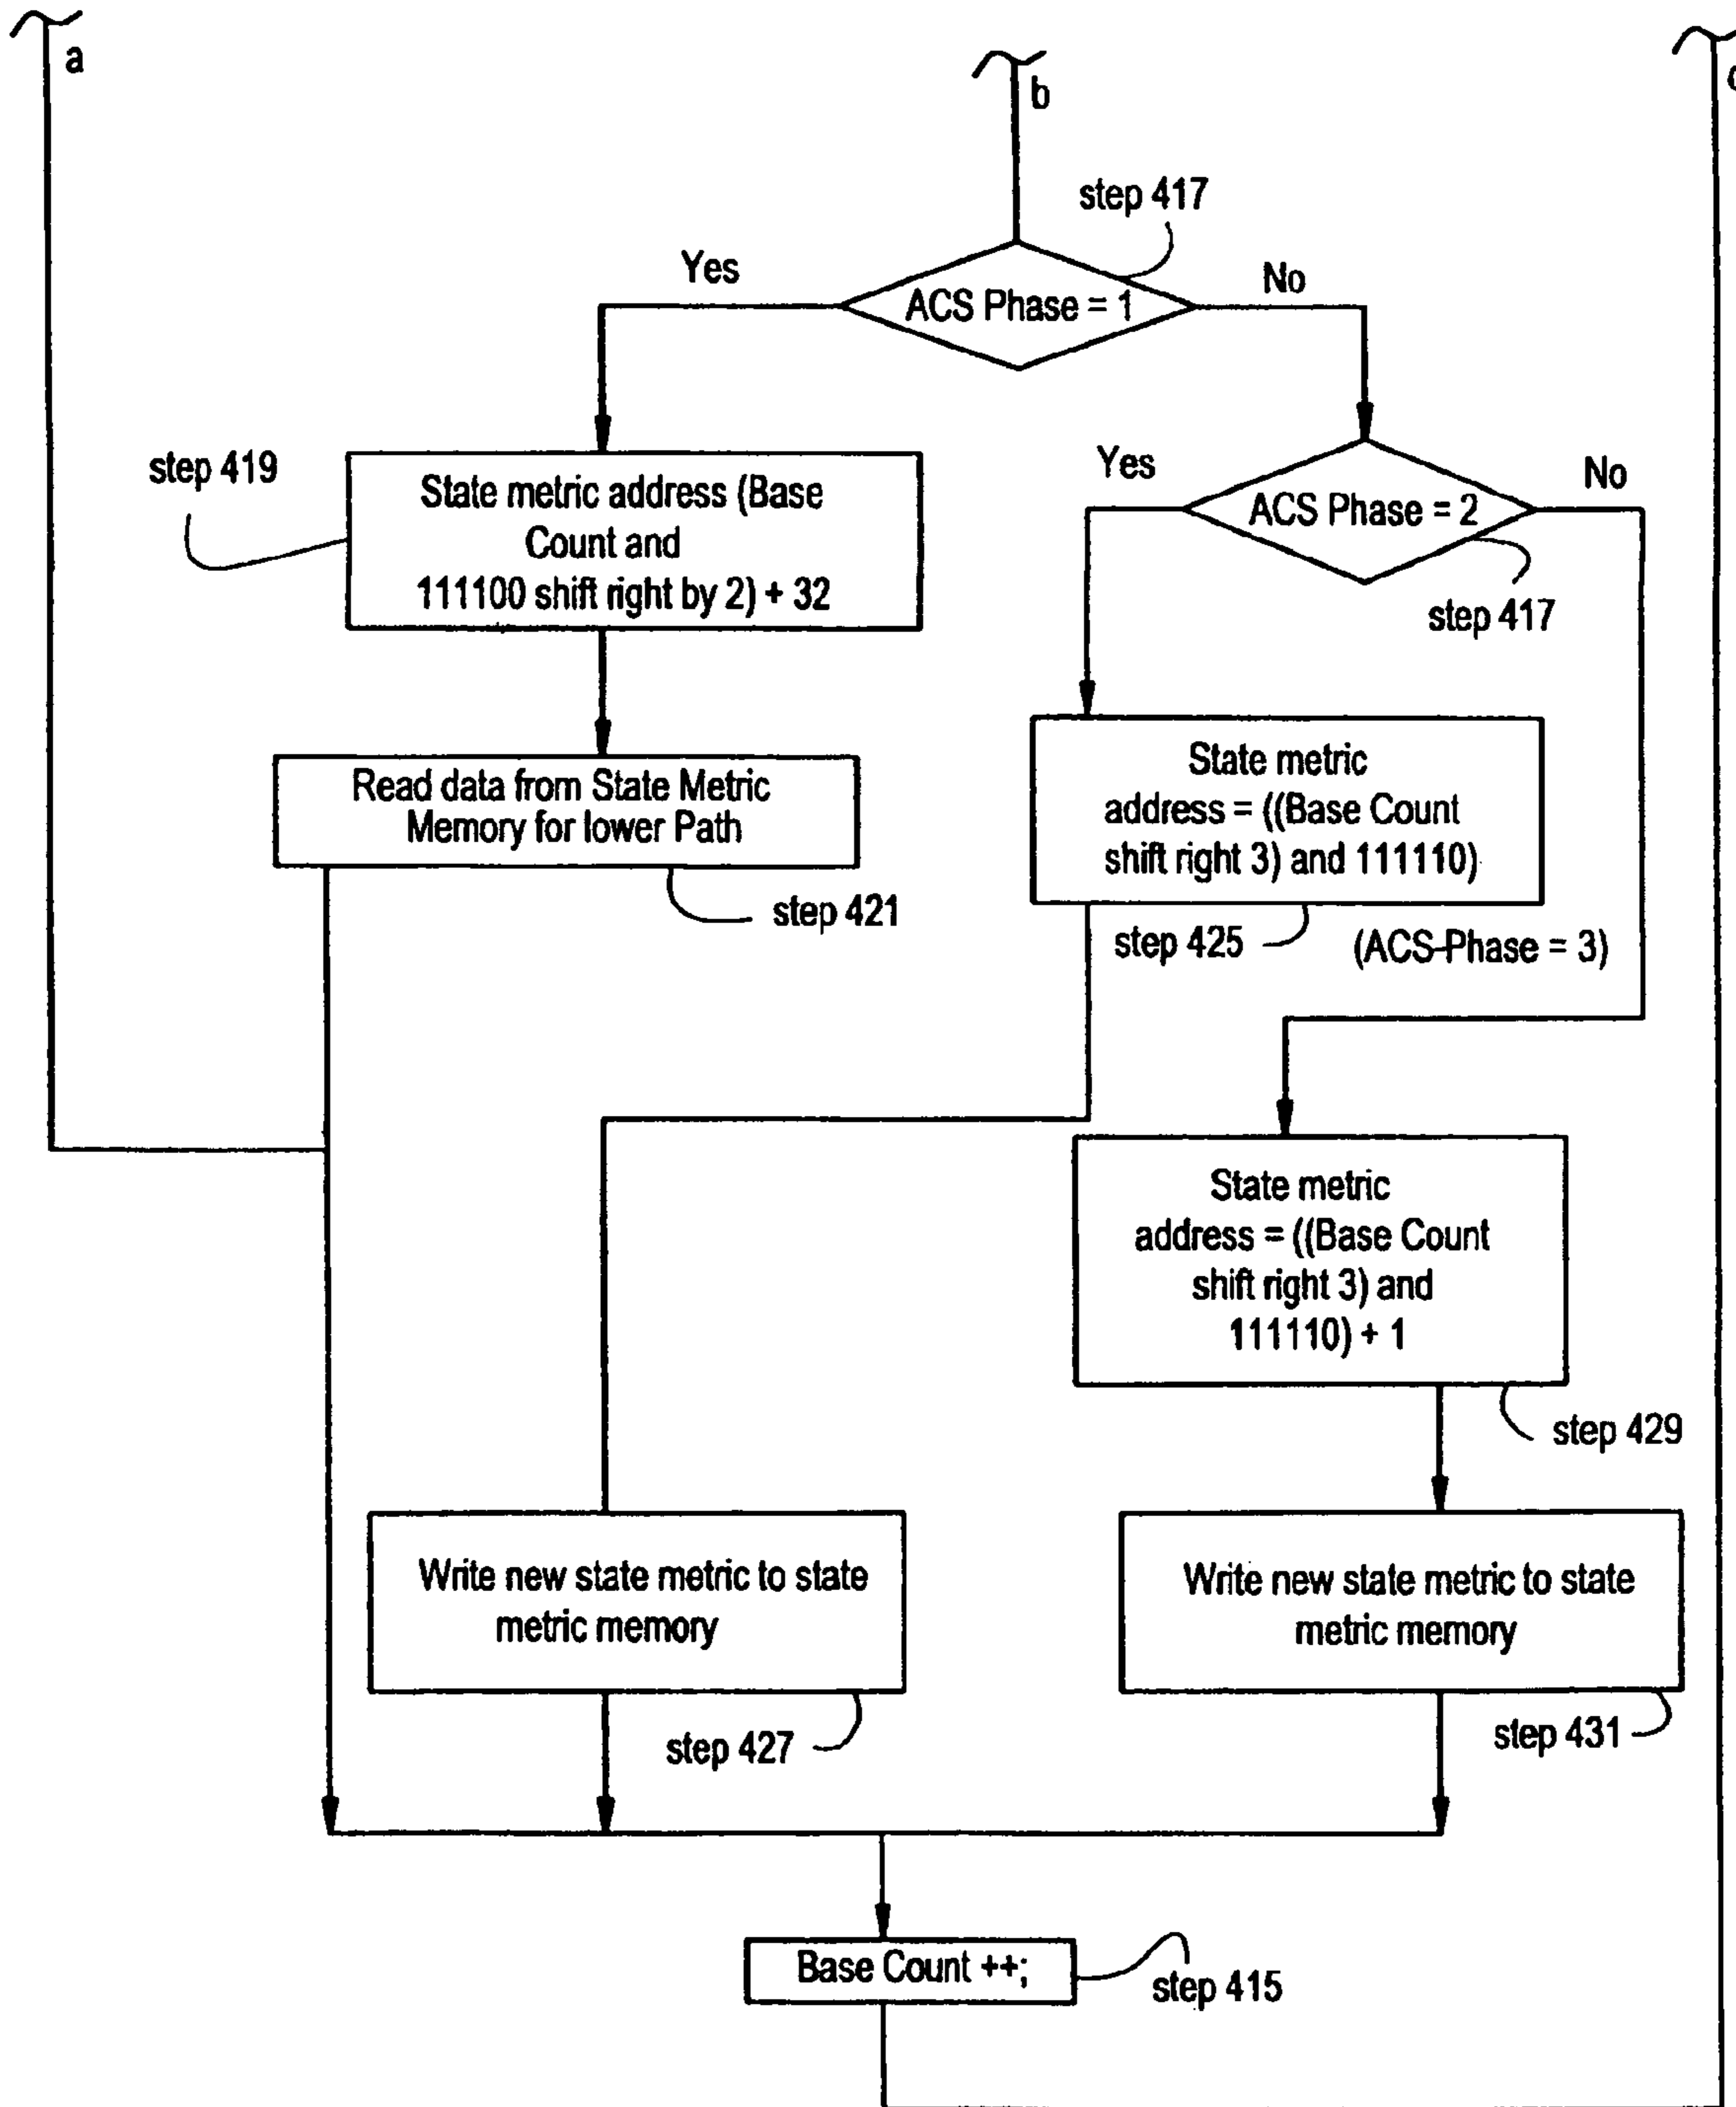 a
b
step 417
Yes
No
ACS Phase = 1
step 419
State metric address (Base
Count and
111100 shift right by 2) + 32
Yes
No
ACS Phase = 2
step 417
Read data from State Metric
Memory for lower Path
step 421
State metric
address = ((Base Count
shift right 3) and 111110)
step 425
(ACS-Phase = 3)
State metric
address = ((Base Count
shift right 3) and
111110) + 1
step 429
Write new state metric to state
metric memory
step 427
Write new state metric to state
metric memory
step 431
Base Count ++;
step 415